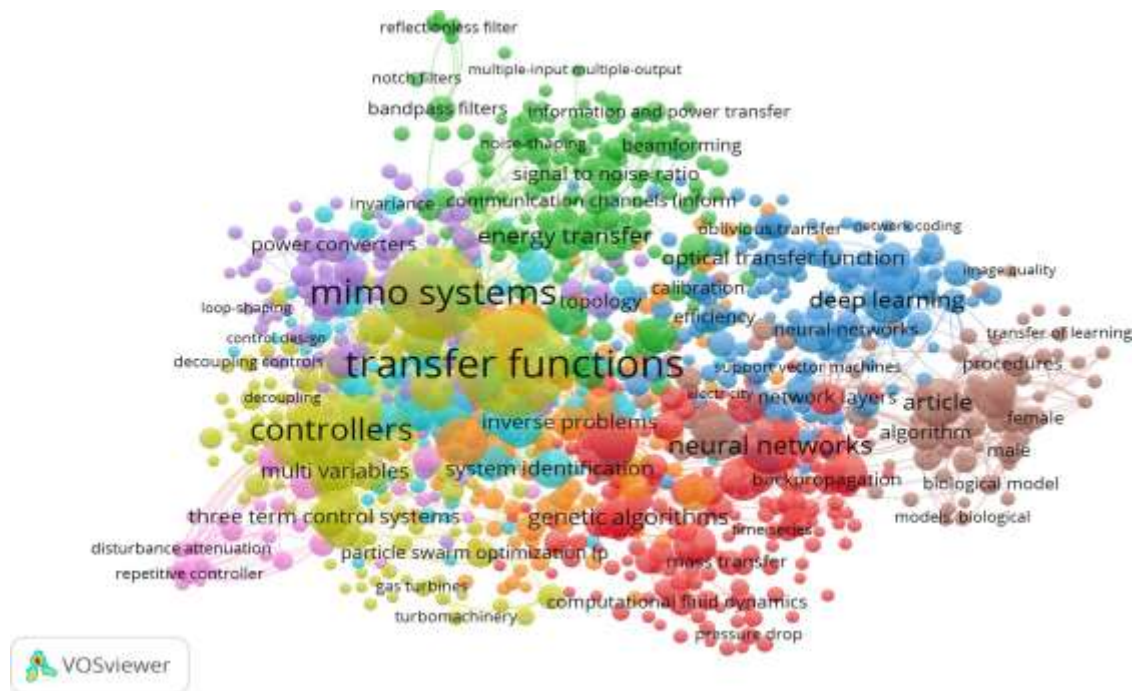 reflectionless filter
multiple-input multiple-output
notch filters
bandpass filters
information and power transfer
noise-shaping
beamforming
signal to noise ratio
invariance
communication channels (inform
oblivious transfer
network coding
power converters
energy transfer
optical transfer function
image quality
mimo systems
topology
calibration
deep learning
loop-shaping
efficiency
neural-networks
transfer of learning
control design
decoupling controls
transfer functions
support vector machines
procedures
decoupling
electricity
network layers
article
female
controllers
inverse problems
neural networks
algorithm
male
multi variables
system identification
backpropagation
biological model
three term control systems
genetic algorithms
time series
models, biological
disturbance attenuation
particle swarm optimization (p
mass transfer
repetitive controller
gas turbines
computational fluid dynamics
turbomachinery
pressure drop
VOSviewer